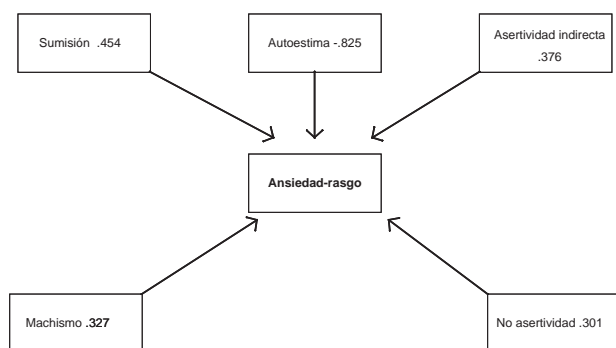 Sumisión .454
Autoestima -.825
Asertividad indirecta
.376
Ansiedad-rasgo
Machismo .327
No asertividad .301